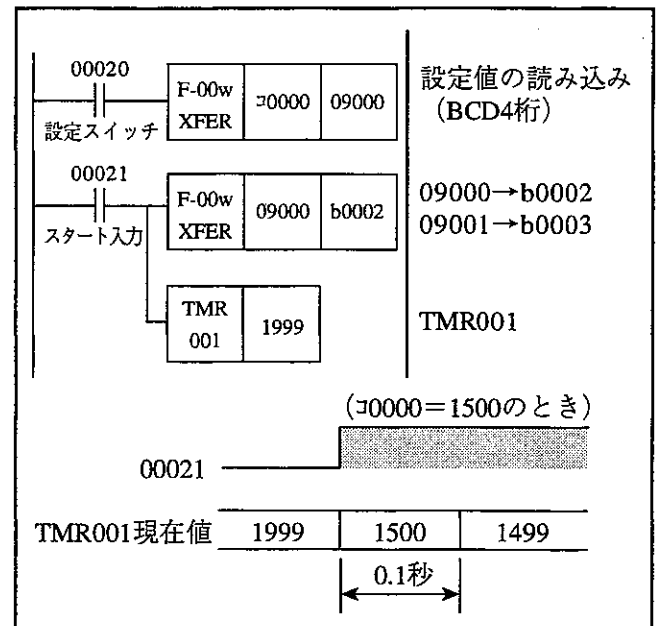 00020
F-00w
XFER
コ0000
09000
設定スイッチ
設定値の読み込み
（BCD4桁）
00021
F-00w
XFER
09000
b0002
スタート入力
09000→b0002
09001→b0003
TMR
001
1999
TMR001
（コ0000＝1500のとき）
00021
TMR001現在値
1999
1500
1499
0.1秒